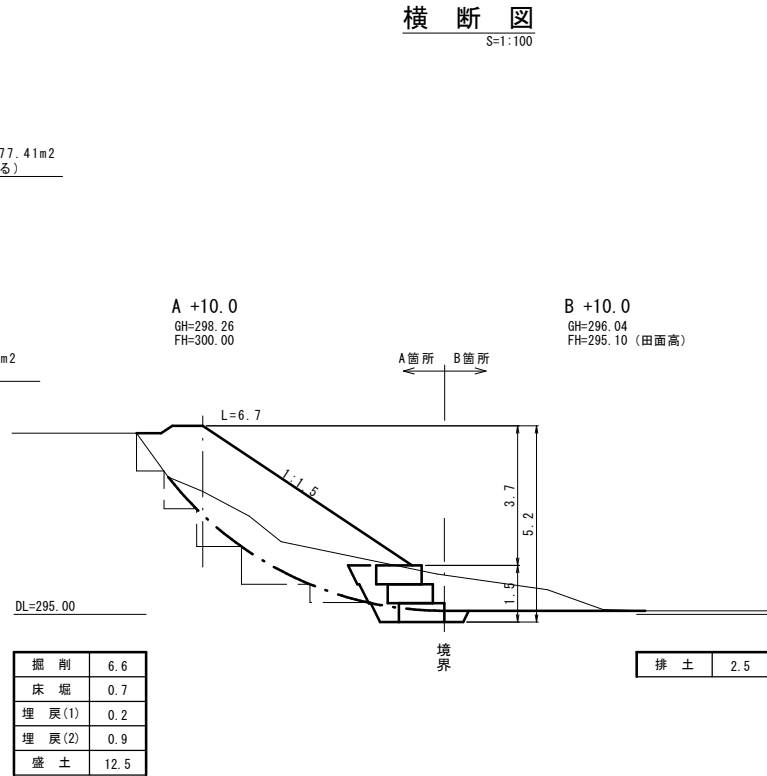 横 断 図
S=1:100
77.41m2
る)
A +10.0
GH=298.26
FH=300.00
B +10.0
GH=296.04
FH=295.10 (田面高)
m2
A箇所
B箇所
L=6.7
1:1.5
3.7
5.2
1.5
DL=295.00
境界
掘 削 6.6
床 堀 0.7
埋 戻(1) 0.2
埋 戻(2) 0.9
盛 土 12.5
排 土 2.5